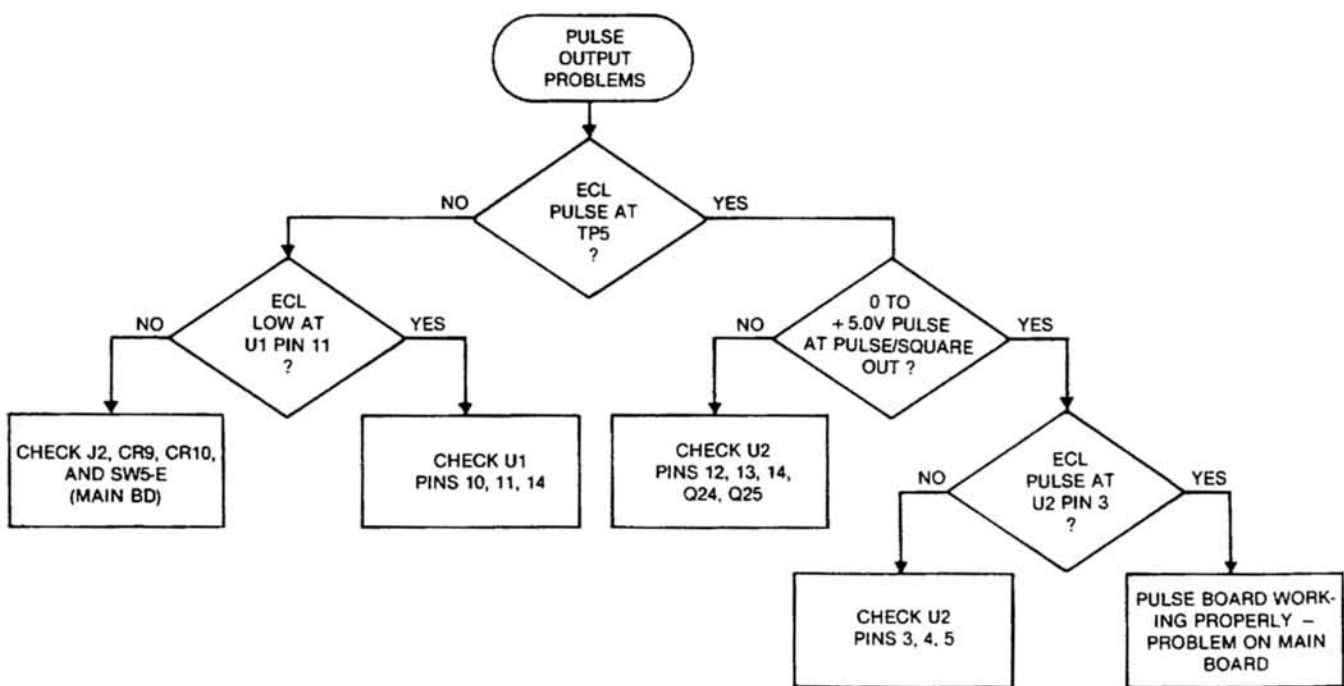 PULSE
OUTPUT
PROBLEMS
ECL
PULSE AT
TP5
?
NO
YES
ECL
LOW AT
U1 PIN 11
?
NO
YES
0 TO
+5.0V PULSE
AT PULSE/SQUARE
OUT ?
NO
YES
CHECK J2, CR9, CR10,
AND SW5-E
(MAIN BD)
CHECK U1
PINS 10, 11, 14
CHECK U2
PINS 12, 13, 14,
Q24, Q25
ECL
PULSE AT
U2 PIN 3
?
NO
YES
CHECK U2
PINS 3, 4, 5
PULSE BOARD WORK-
ING PROPERLY –
PROBLEM ON MAIN
BOARD